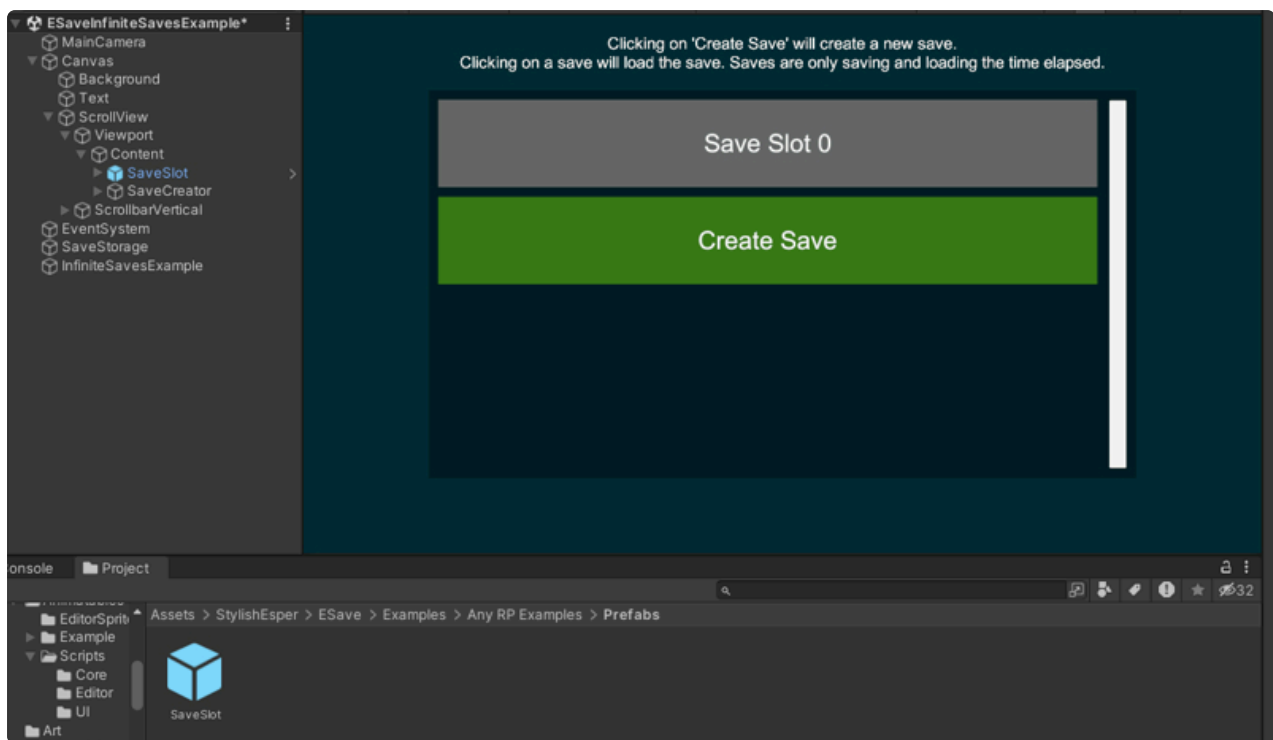 ESaveInfiniteSavesExample*
MainCamera
Canvas
Background
Text
ScrollView
Viewport
Content
SaveSlot
SaveCreator
ScrollbarVertical
EventSystem
SaveStorage
InfiniteSavesExample
Clicking on 'Create Save' will create a new save.
Clicking on a save will load the save. Saves are only saving and loading the time elapsed.
Save Slot 0
Create Save
onsole Project
32
EditorSprit
Example
Scripts
Core
Editor
UI
Art
Assets > StylishEsper > ESave > Examples > Any RP Examples > Prefabs
SaveSlot